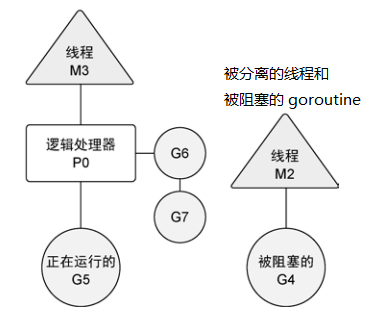 线程
M3
被分离的线程和
被阻塞的 goroutine
逻辑处理器
P0
G6
线程
M2
G7
正在运行的
G5
被阻塞的
G4